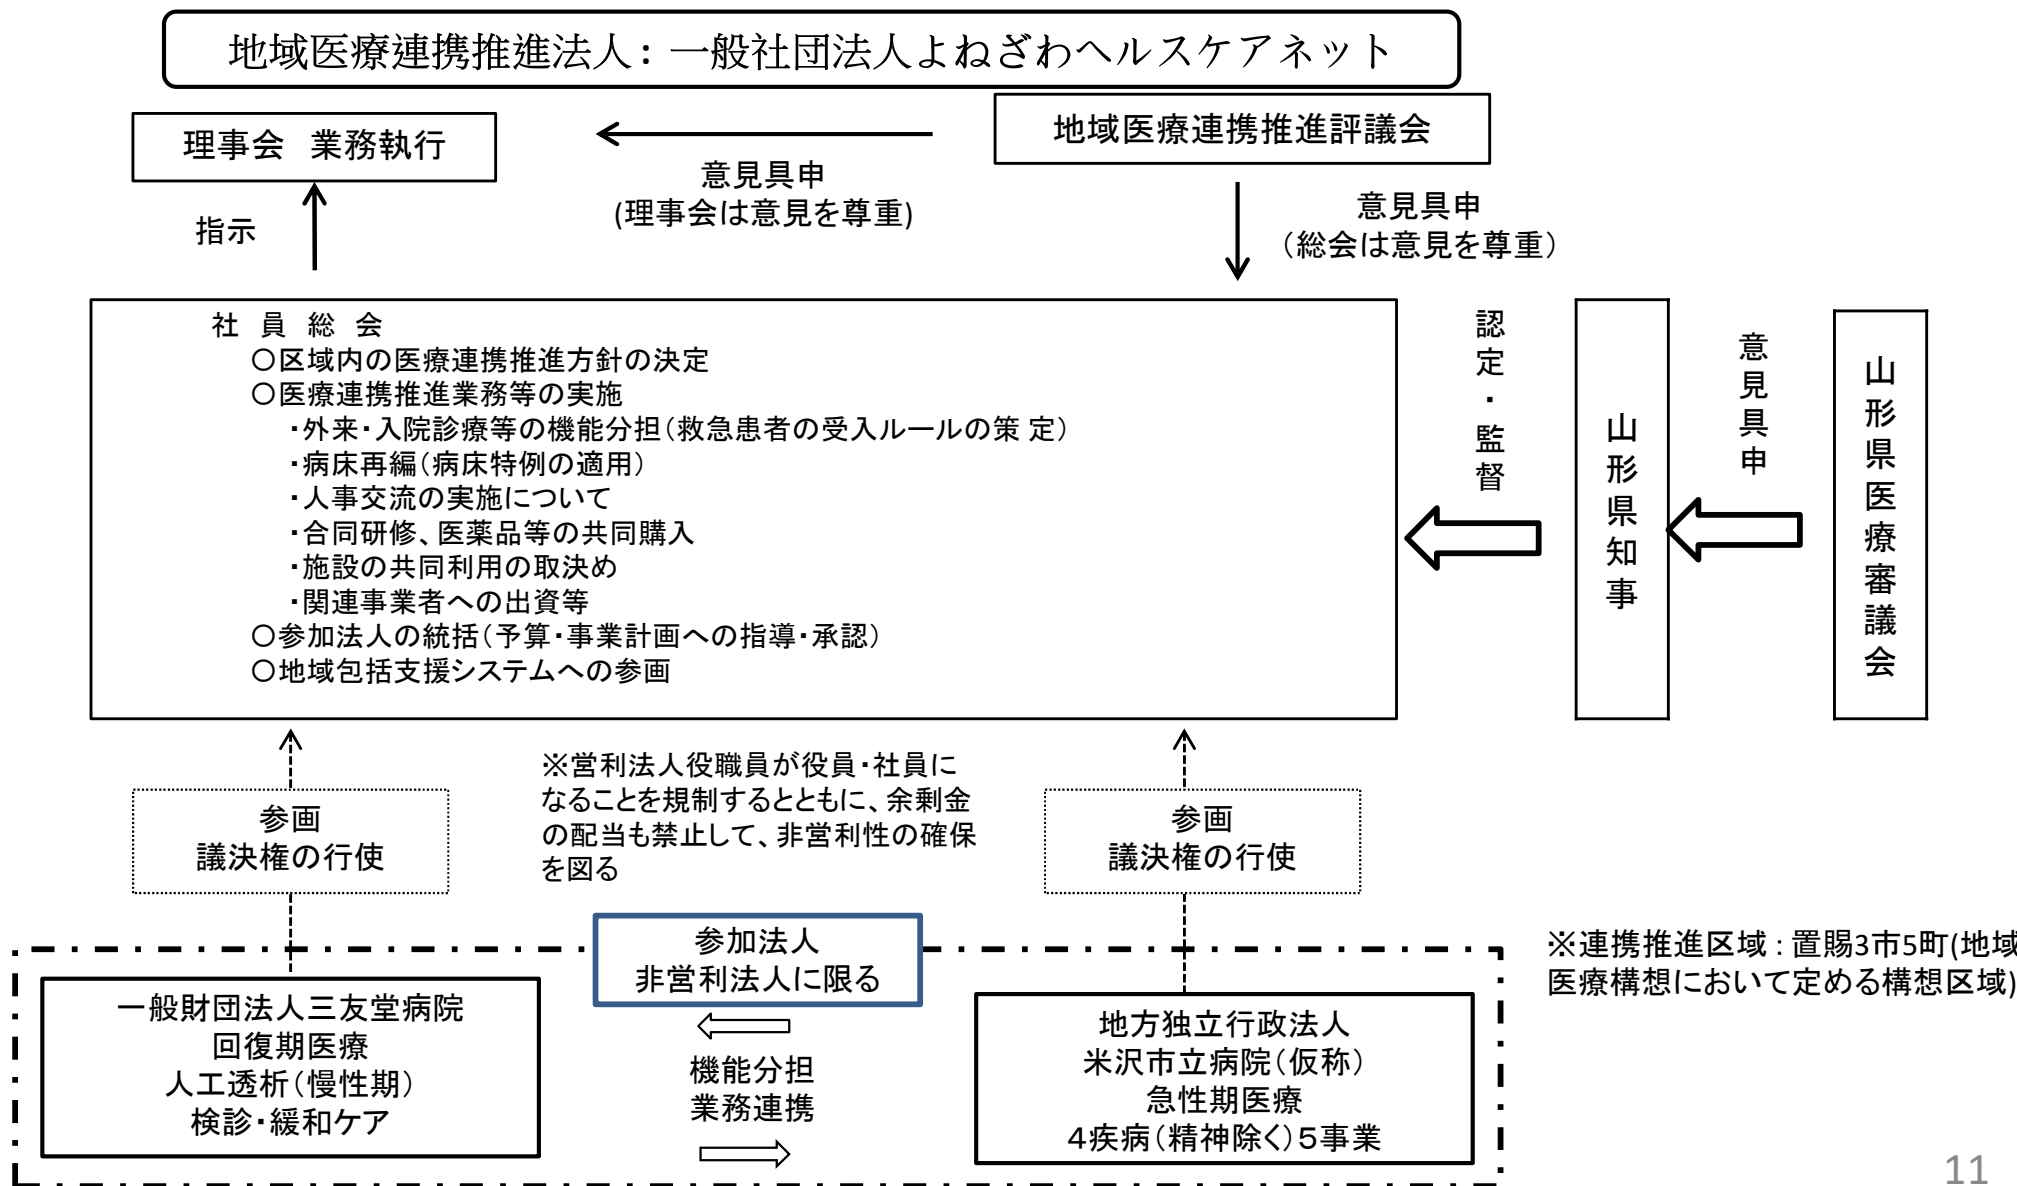 地域医療連携推進法人：一般社団法人よねざわヘルスケアネット
理事会　業務執行
地域医療連携推進評議会
意見具申
(理事会は意見を尊重)
指示
意見具申
（総会は意見を尊重）
社　員　総　会
〇区域内の医療連携推進方針の決定
〇医療連携推進業務等の実施
・外来・入院診療等の機能分担（救急患者の受入ルールの策 定）
・病床再編（病床特例の適用）
・人事交流の実施について
・合同研修、医薬品等の共同購入
・施設の共同利用の取決め
・関連事業者への出資等
〇参加法人の統括（予算・事業計画への指導・承認）
〇地域包括支援システムへの参画
認定・監督
山形県知事
意見具申
山形県医療審議会
参画
議決権の行使
※営利法人役職員が役員・社員に
なることを規制するとともに、余剰金
の配当も禁止して、非営利性の確保
を図る
参画
議決権の行使
参加法人
非営利法人に限る
※連携推進区域：置賜3市5町(地域
医療構想において定める構想区域)
一般財団法人三友堂病院
回復期医療
人工透析（慢性期）
検診・緩和ケア
機能分担
業務連携
地方独立行政法人
米沢市立病院（仮称）
急性期医療
４疾病（精神除く）５事業
11